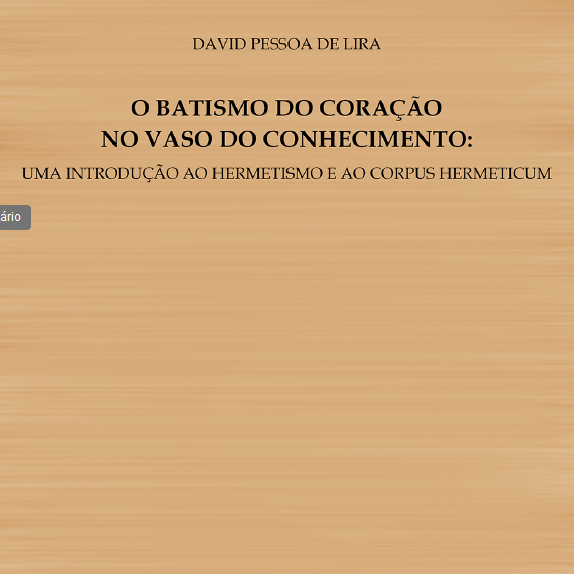 DAVID PESSOA DE LIRA
O BATISMO DO CORAÇÃO
NO VASO DO CONHECIMENTO:
UMA INTRODUÇÃO AO HERMETISMO E AO CORPUS HERMETICUM
ário